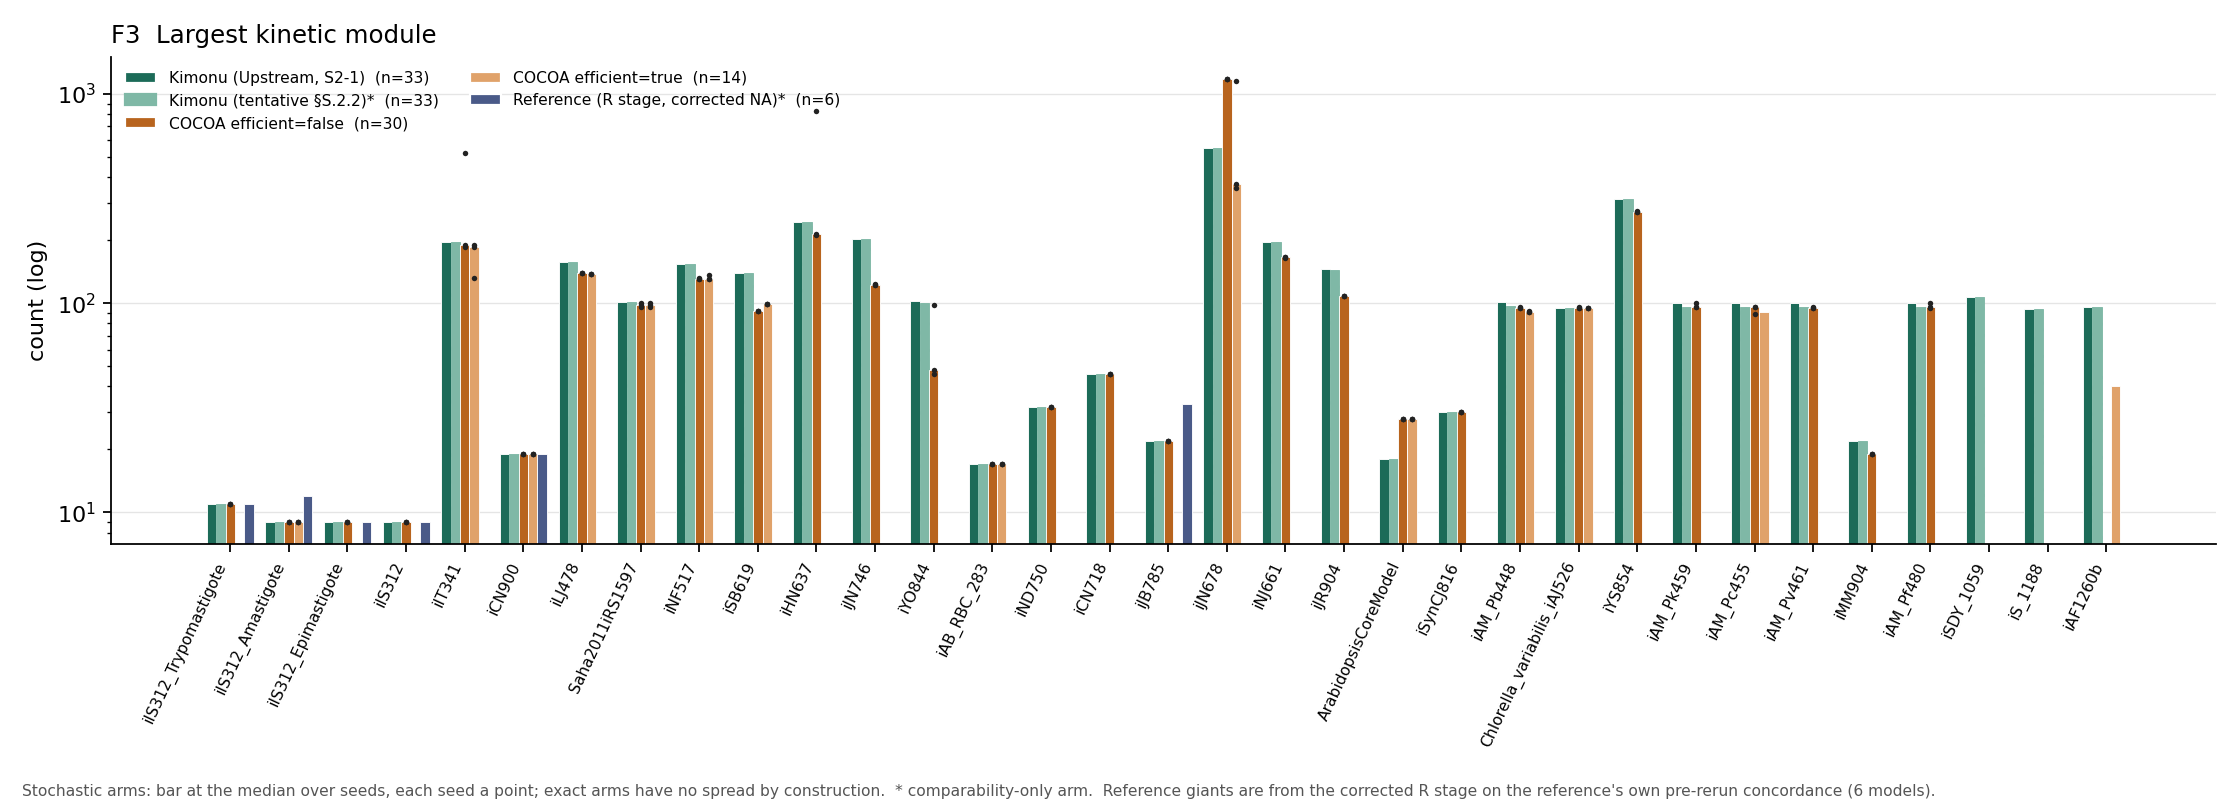 F3  Largest kinetic module
Kimonu (Upstream, S2-1)  (n=33)
Kimonu (tentative §S.2.2)*  (n=33)
COCOA efficient=false  (n=30)
COCOA efficient=true  (n=14)
Reference (R stage, corrected NA)*  (n=6)
count (log)
10³
10²
10¹
iIS312_Trypomastigote
iIS312_Amastigote
iIS312_Epimastigote
iIS312
iIT341
iCN900
iLJ478
Saha2011iRS1597
iNF517
iSB619
iHN637
iJN746
iYO844
iAB_RBC_283
iND750
iCN718
iJB785
iJN678
iNJ661
iJR904
ArabidopsisCoreModel
iSynCJ816
iAM_Pb448
Chlorella_variabilis_iAJ526
iYS854
iAM_Pk459
iAM_Pc455
iAM_Pv461
iMM904
iAM_Pf480
iSDY_1059
iS_1188
iAF1260b
Stochastic arms: bar at the median over seeds, each seed a point; exact arms have no spread by construction.  * comparability-only arm.  Reference giants are from the corrected R stage on the reference's own pre-rerun concordance (6 models).